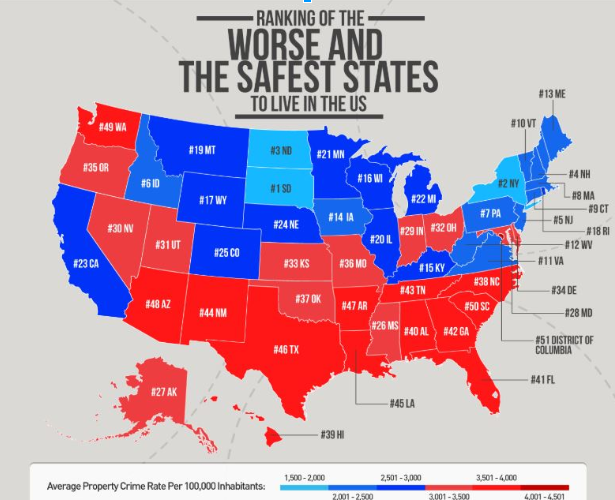 RANKING OF THE
WORSE AND
THE SAFEST STATES
TO LIVE IN THE US
#13 ME
#10 VT
#49 WA
#19 MT
#3 ND
#21 MN
#35 OR
#6 ID
#16 WI
#4 NH
#2 NY
#1 SD
#8 MA
#17 WY
#22 MI
#9 CT
#7 PA
#14 IA
#5 NJ
#24 NE
#18 RI
#30 NV
#29 IN
#32 OH
#20 IL
#12 WV
#31 UT
#25 CO
#23 CA
#33 KS
#36 MO
#15 KY
#11 VA
#38 NC
#43 TN
#34 DE
#37 OK
#48 AZ
#44 NM
#47 AR
#50 SC
#28 MD
#26 MS
#40 AL
#42 GA
#51 DISTRICT OF
COLUMBIA
#46 TX
#41 FL
#27 AK
#45 LA
#39 HI
1,500 - 2,000
2,501 - 3,000
3,501 - 4,000
Average Property Crime Rate Per 100,000 Inhabitants:
2,001 - 2,500
3,001 - 3,500
4,001 - 4,501